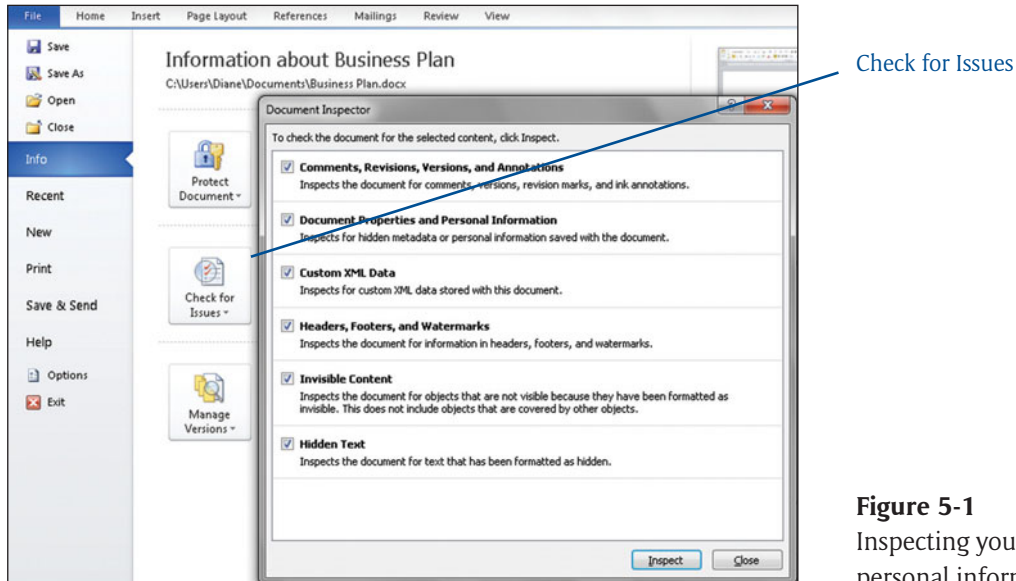 File Home Insert Page Layout References Mailings Review View
Save
Save As
Open
Close
Info
Recent
New
Print
Save & Send
Help
Options
Exit
Information about Business Plan
C:\Users\Diane\Documents\Business Plan.docx
Protect
Document
Check for
Issues
Manage
Versions
Document Inspector
To check the document for the selected content, click Inspect.
Comments, Revisions, Versions, and Annotations
Inspects the document for comments, versions, revision marks, and ink annotations.
Document Properties and Personal Information
Inspects for hidden metadata or personal information saved with the document.
Custom XML Data
Inspects for custom XML data stored with this document.
Headers, Footers, and Watermarks
Inspects the document for information in headers, footers, and watermarks.
Invisible Content
Inspects the document for objects that are not visible because they have been formatted as
invisible. This does not include objects that are covered by other objects.
Hidden Text
Inspects the document for text that has been formatted as hidden.
Inspect Close
Check for Issues
Figure 5-1
Inspecting you
personal inform